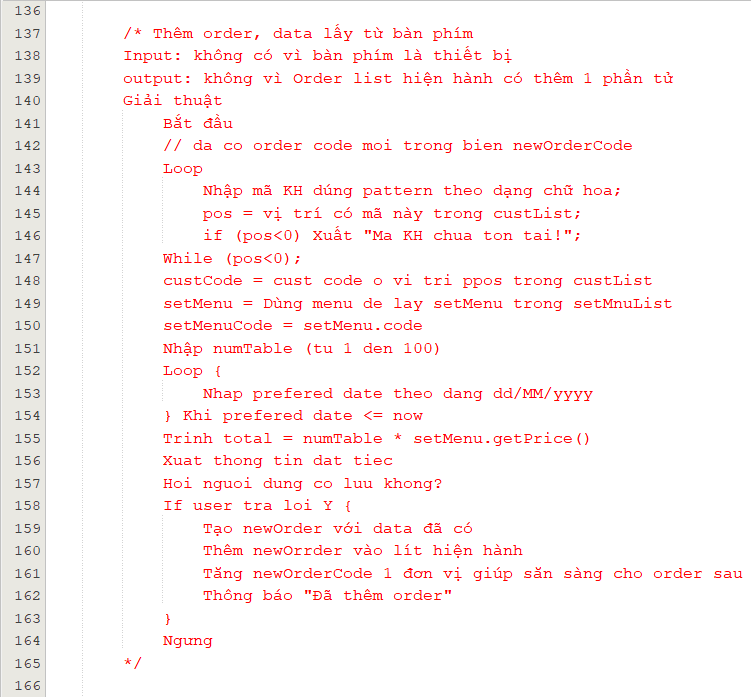 136
137 /* Thêm order, data lấy từ bàn phím
138 Input: không có vì bàn phím là thiết bị
139 output: không vì Order list hiện hành có thêm 1 phần tử
140 Giải thuật
141 Bắt đầu
142 // da co order code moi trong bien newOrderCode
143 Loop
144 Nhập mã KH dúng pattern theo dạng chữ hoa;
145 pos = vị trí có mã này trong custList;
146 if (pos<0) Xuất "Ma KH chua ton tai!";
147 While (pos<0);
148 custCode = cust code o vi tri ppos trong custList
149 setMenu = Dùng menu de lay setMenu trong setMnuList
150 setMenuCode = setMenu.code
151 Nhập numTable (tu 1 den 100)
152 Loop {
153 Nhap prefered date theo dang dd/MM/yyyy
154 } Khi prefered date <= now
155 Trinh total = numTable * setMenu.getPrice()
156 Xuat thong tin dat tiec
157 Hoi nguoi dung co luu khong?
158 If user tra loi Y {
159 Tạo newOrder với data đã có
160 Thêm newOrrder vào lít hiện hành
161 Tăng newOrderCode 1 đơn vị giúp săn sàng cho order sau
162 Thông báo "Đã thêm order"
163 }
164 Ngưng
165 */
166